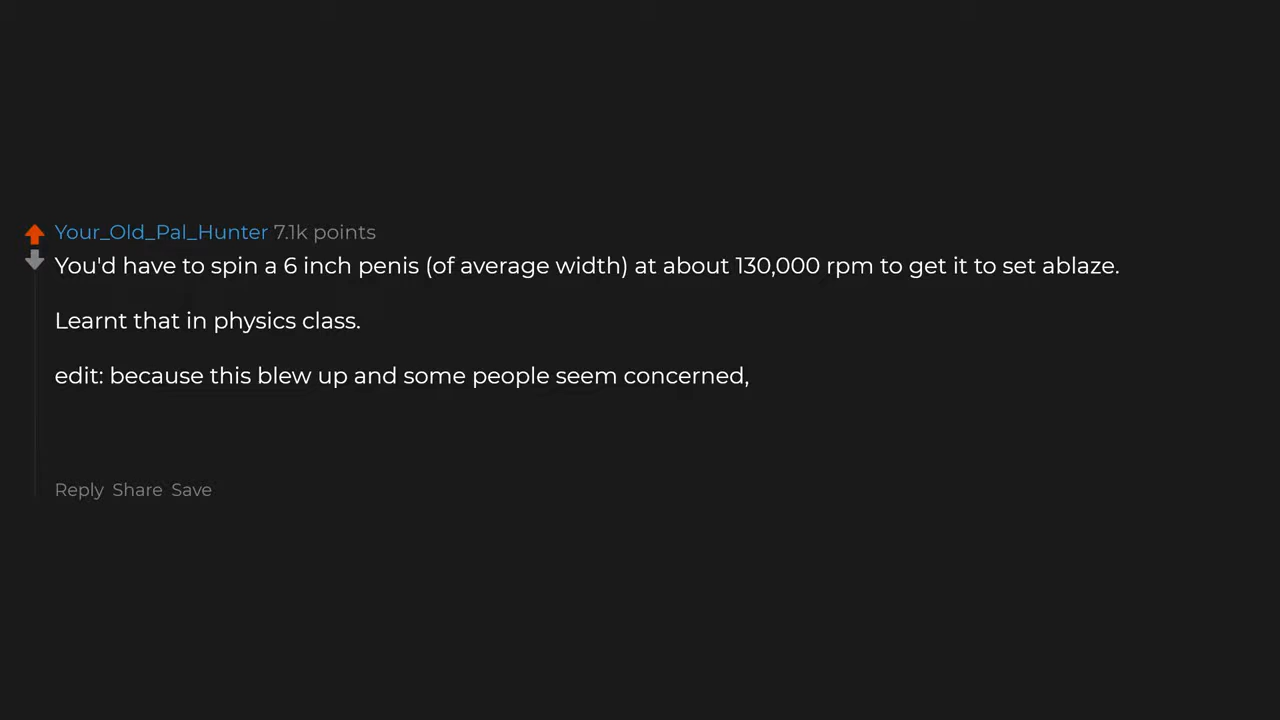 Your_Old_Pal_Hunter 7.1k points
You'd have to spin a 6 inch penis (of average width) at about 130,000 rpm to get it to set ablaze.
Learnt that in physics class.
edit: because this blew up and some people seem concerned,
Reply Share Save